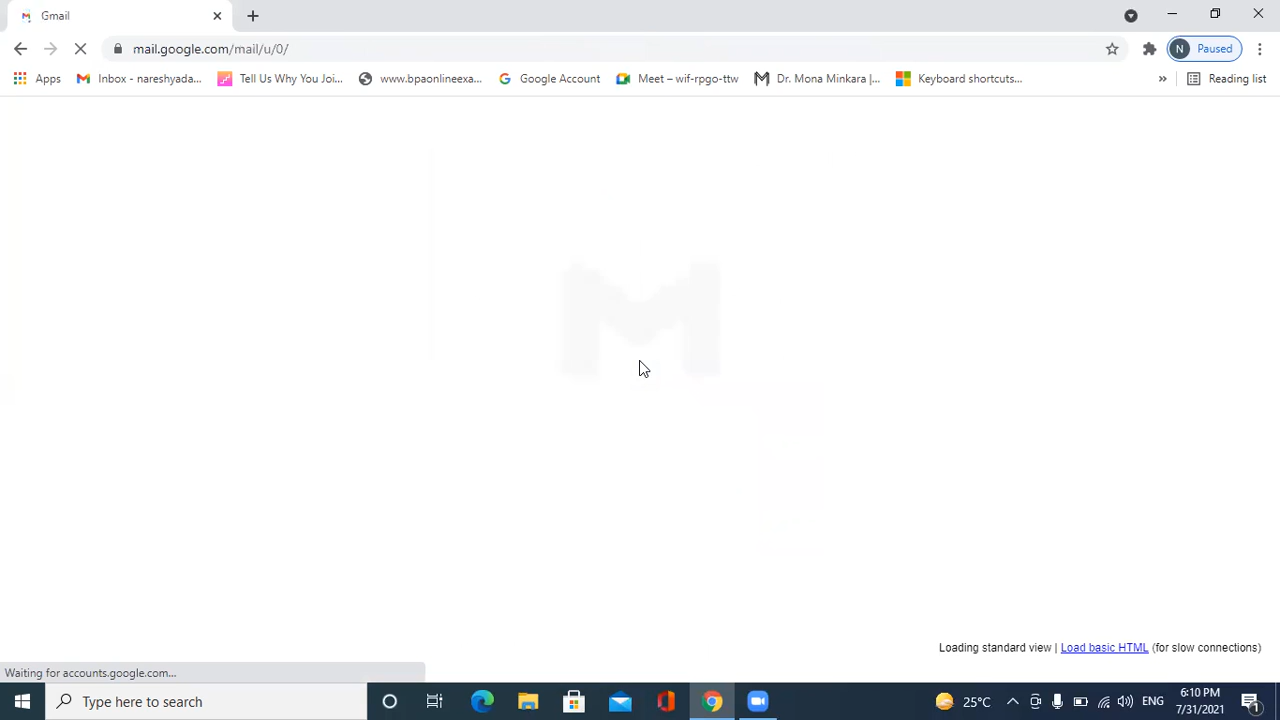 Gmail
mail.google.com/mail/u/0/
N Paused
Apps Inbox - nareshyada... Tell Us Why You Joi... www.bpaonlineexa... Google Account Meet – wif-rpgo-ttw Dr. Mona Minkara |... Keyboard shortcuts... » Reading list
M
Loading standard view | Load basic HTML (for slow connections)
Waiting for accounts.google.com...
Type here to search
25°C
ENG
6:10 PM
7/31/2021
1